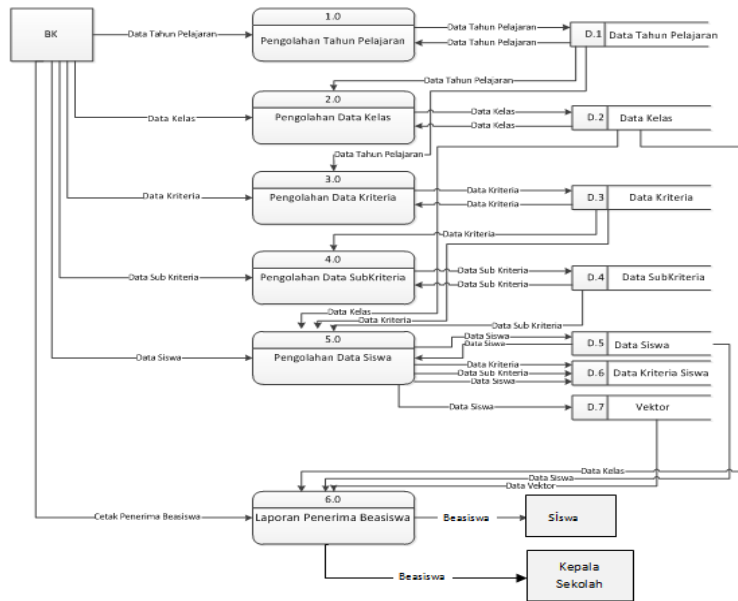 BK
Data Tahun Pelajaran
1.0
Pengolahan Tahun Pelajaran
Data Tahun Pelajaran
Data Tahun Pelajaran
D.1 Data Tahun Pelajaran
Data Tahun Pelajaran
2.0
Pengolahan Data Kelas
Data Kelas
Data Kelas
Data Kelas
D.2 Data Kelas
Data Tahun Pelajaran
3.0
Pengolahan Data Kriteria
Data Kriteria
Data Kriteria
Data Kriteria
D.3 Data Kriteria
Data Kriteria
4.0
Pengolahan Data SubKriteria
Data Sub Kriteria
Data Sub Kriteria
Data Sub Kriteria
D.4 Data SubKriteria
Data Kelas
Data Kriteria
Data Sub Kriteria
5.0
Pengolahan Data Siswa
Data Siswa
Data Siswa
Data Siswa
D.5 Data Siswa
Data Kriteria
Data Sub Kriteria
Data Siswa
D.6 Data Kriteria Siswa
Data Siswa
D.7 Vektor
Data Kelas
Data Siswa
Data Vektor
6.0
Laporan Penerima Beasiswa
Cetak Penerima Beasiswa
Beasiswa
Siswa
Beasiswa
Kepala
Sekolah